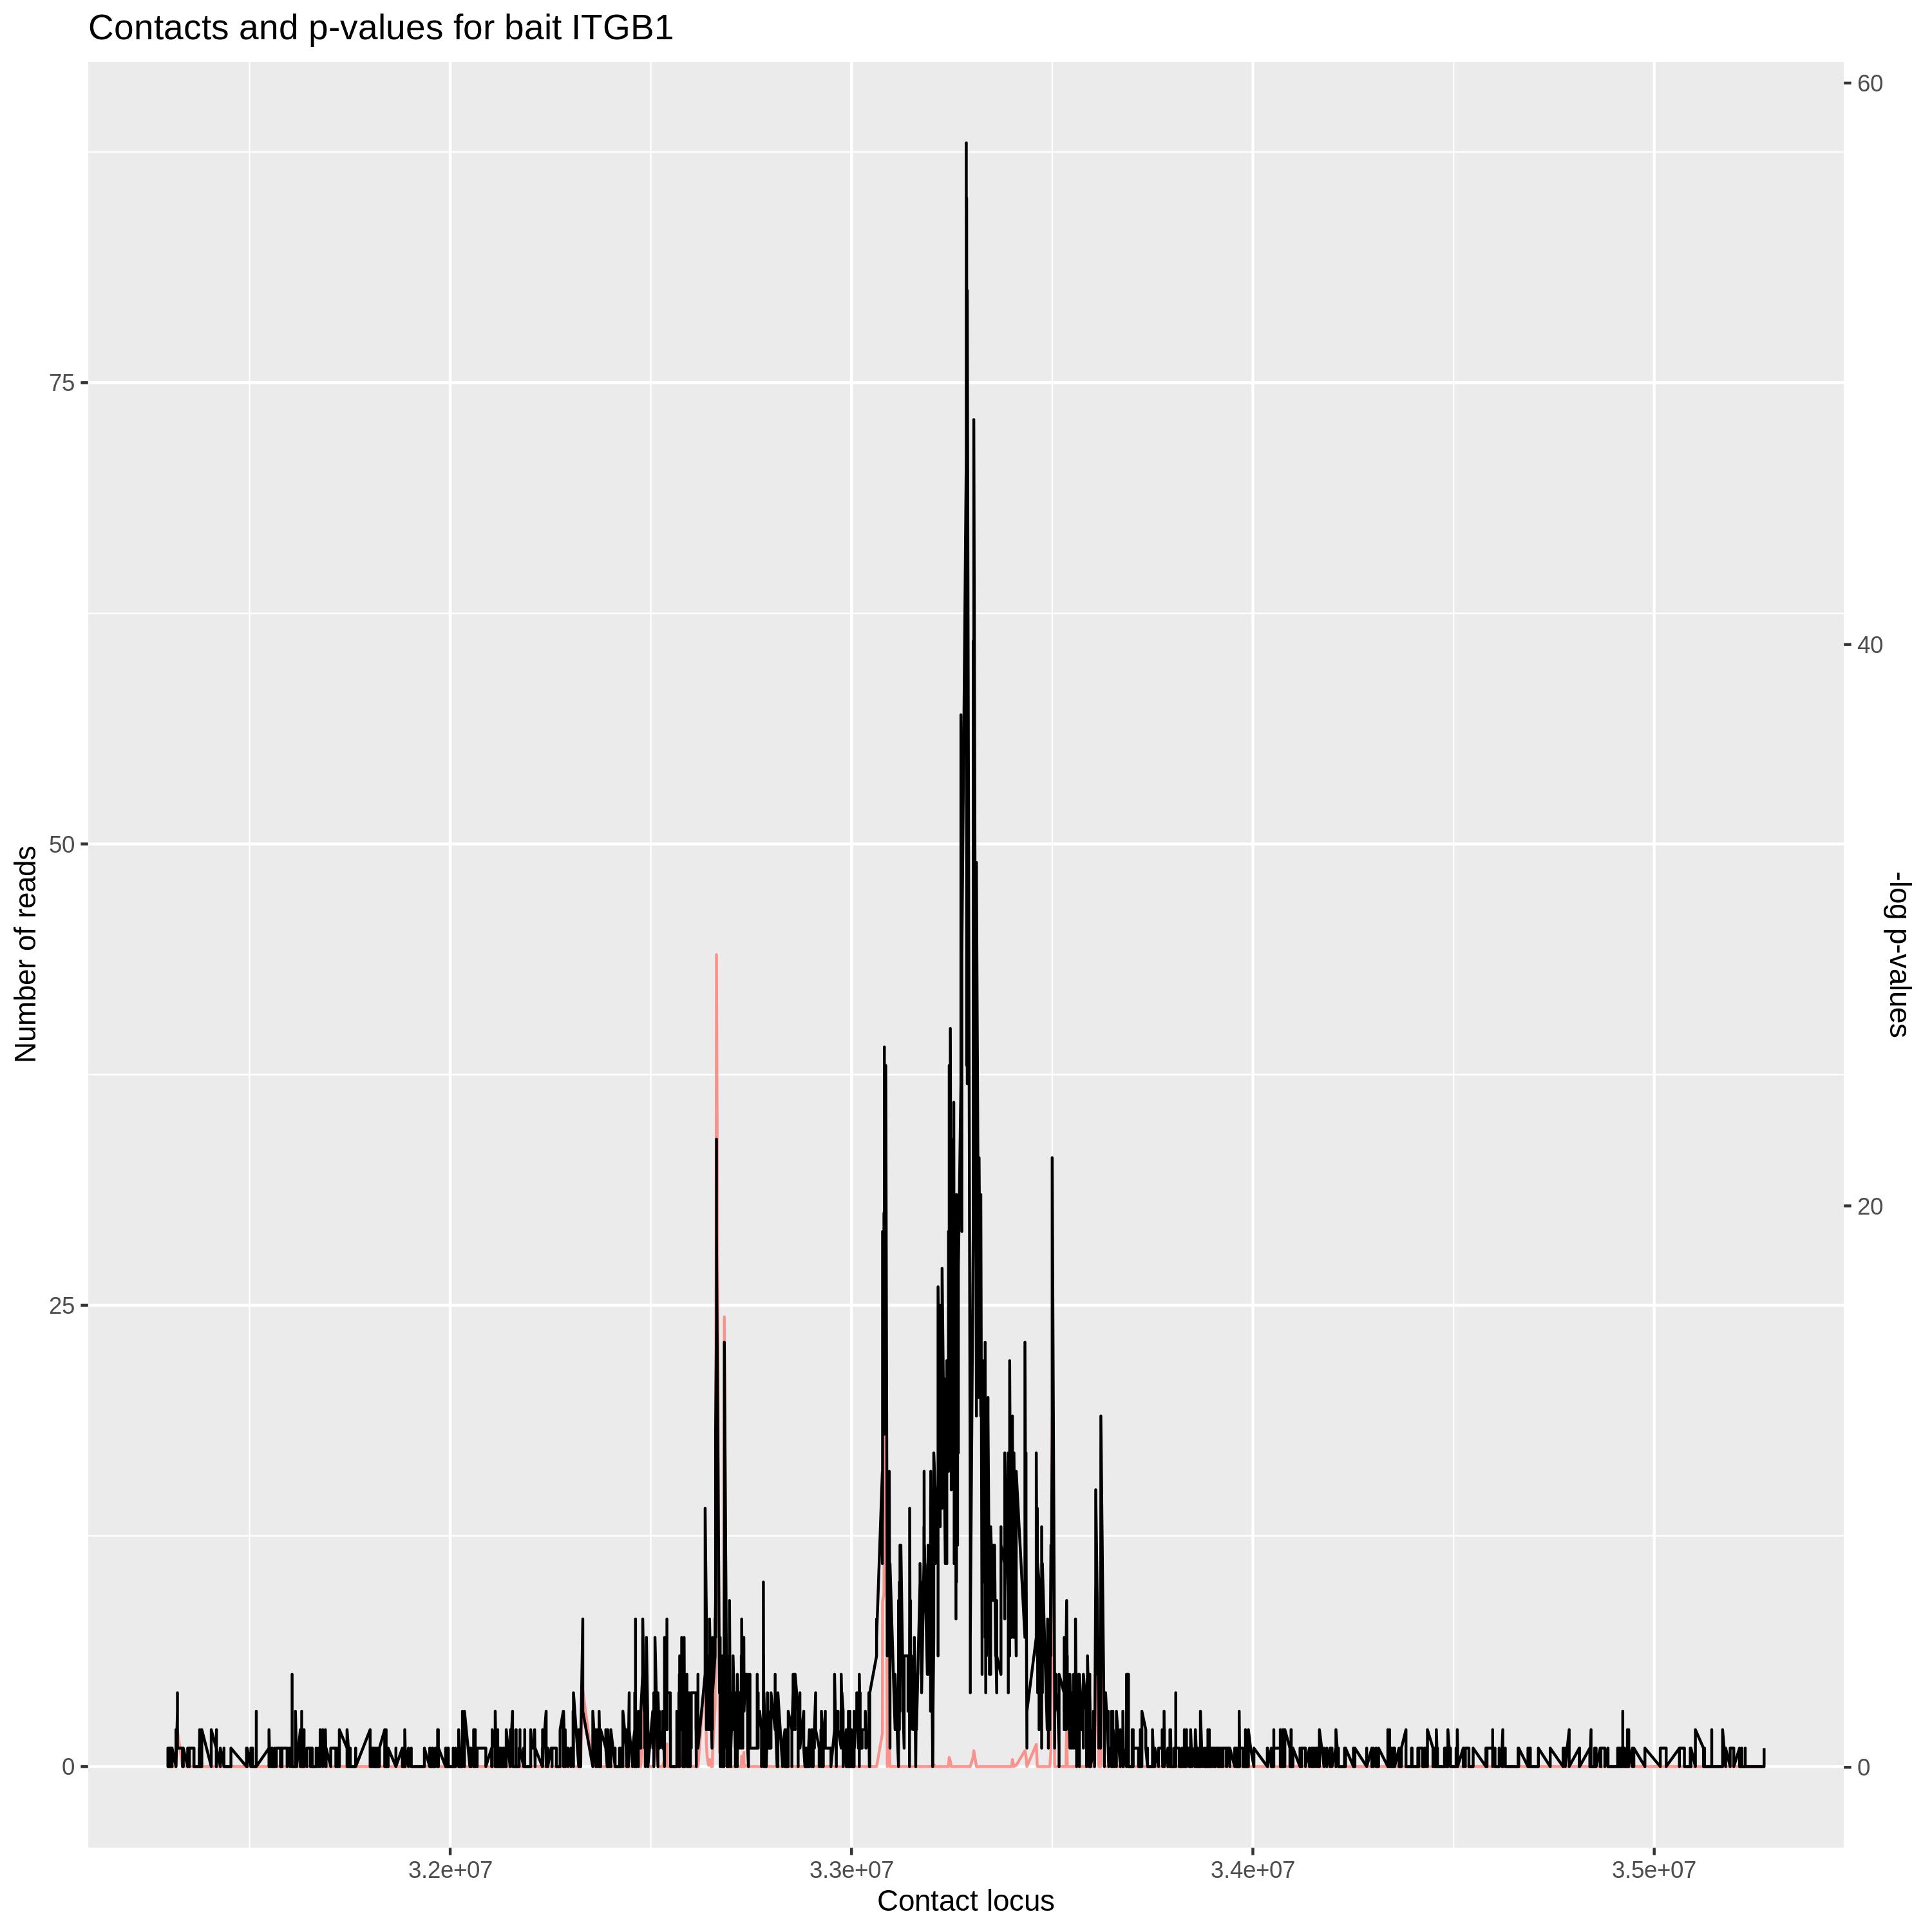 Contacts and p-values for bait ITGB1
60
75
40
50
20
25
0
0
Number of reads
-log p-values
3.2e+07
3.3e+07
3.4e+07
3.5e+07
Contact locus